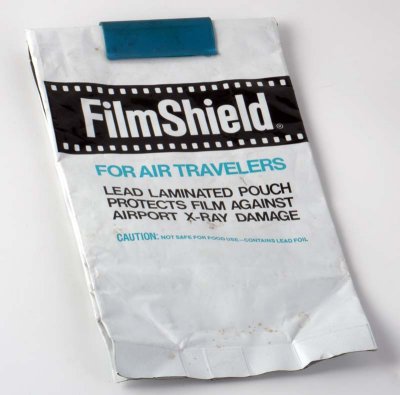 FilmShield®
FOR AIR TRAVELERS
LEAD LAMINATED POUCH
PROTECTS FILM AGAINST
AIRPORT X-RAY DAMAGE
CAUTION: NOT SAFE FOR FOOD USE—CONTAINS LEAD FOIL